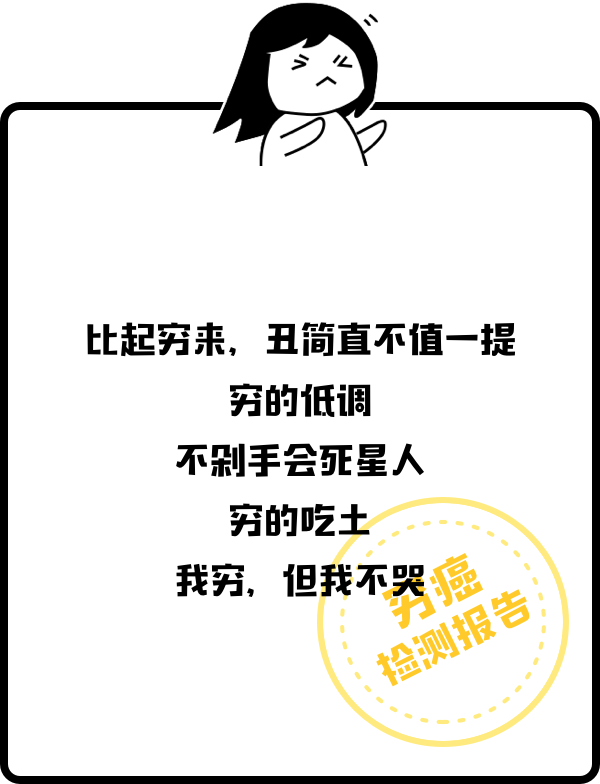 比起穷来，丑简直不值一提
穷的低调
不剁手会死星人
穷的吃土
我穷，但我不哭
穷癌
检测报告